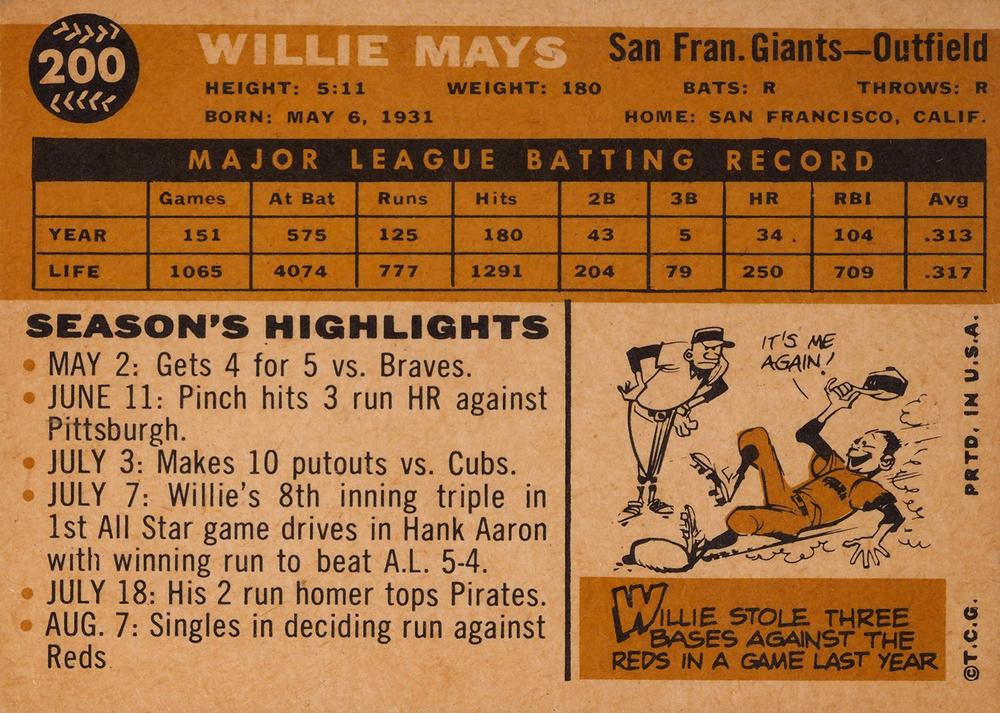 200
WILLIE MAYS
San Fran. Giants—Outfield
HEIGHT: 5:11 WEIGHT: 180 BATS: R THROWS: R
BORN: MAY 6, 1931 HOME: SAN FRANCISCO, CALIF.
MAJOR LEAGUE BATTING RECORD
Games At Bat Runs Hits 2B 3B HR RBI Avg
YEAR 151 575 125 180 43 5 34 . 104 .313
LIFE 1065 4074 777 1291 204 79 250 709 .317
SEASON'S HIGHLIGHTS
• MAY 2: Gets 4 for 5 vs. Braves.
• JUNE 11: Pinch hits 3 run HR against
Pittsburgh.
• JULY 3: Makes 10 putouts vs. Cubs.
• JULY 7: Willie's 8th inning triple in
1st All Star game drives in Hank Aaron
with winning run to beat A.L. 5-4.
• JULY 18: His 2 run homer tops Pirates.
• AUG. 7: Singles in deciding run against
Reds
IT'S ME
AGAIN!
WILLIE STOLE THREE
BASES AGAINST THE
REDS IN A GAME LAST YEAR
PRTD. IN U.S.A.
©T.C.G.